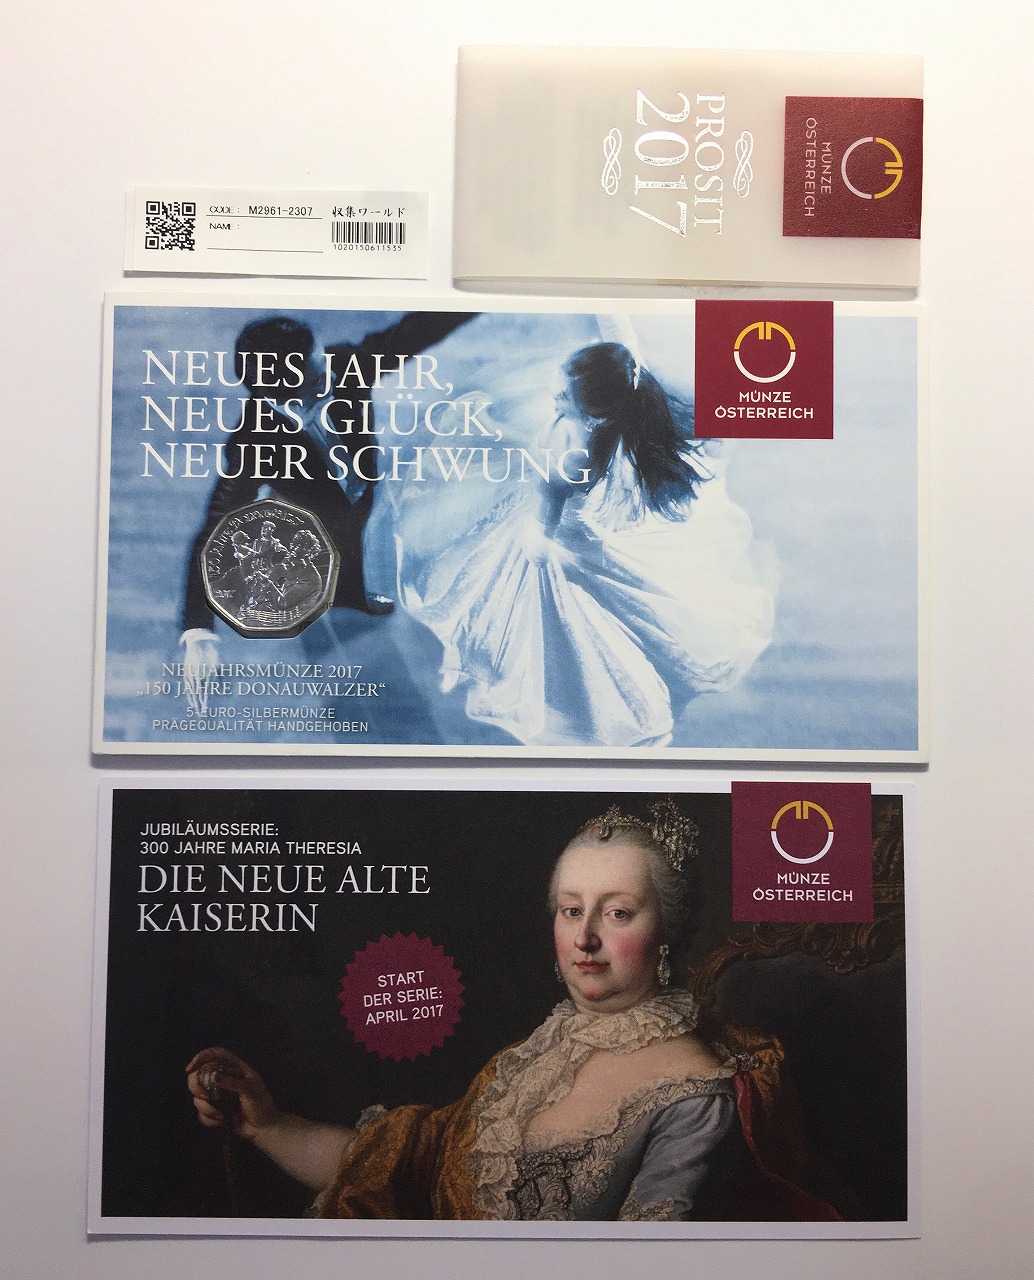 PROSIT
2017
MÜNZE
ÖSTERREICH
CODE: M2961-2307 収集ワールド
NAME:
1020150611535
NEUES JAHR,
NEUES GLÜCK,
NEUER SCHWUNG
MÜNZE
ÖSTERREICH
2017
NEUJAHRSMÜNZE 2017
„150 JAHRE DONAUWALZER“
5-EURO-SILBERMÜNZE
PRÄGEQUALITÄT HANDGEHOBEN
JUBILÄUMSSERIE:
300 JAHRE MARIA THERESIA
DIE NEUE ALTE
KAISERIN
MÜNZE
ÖSTERREICH
START
DER SERIE:
APRIL 2017